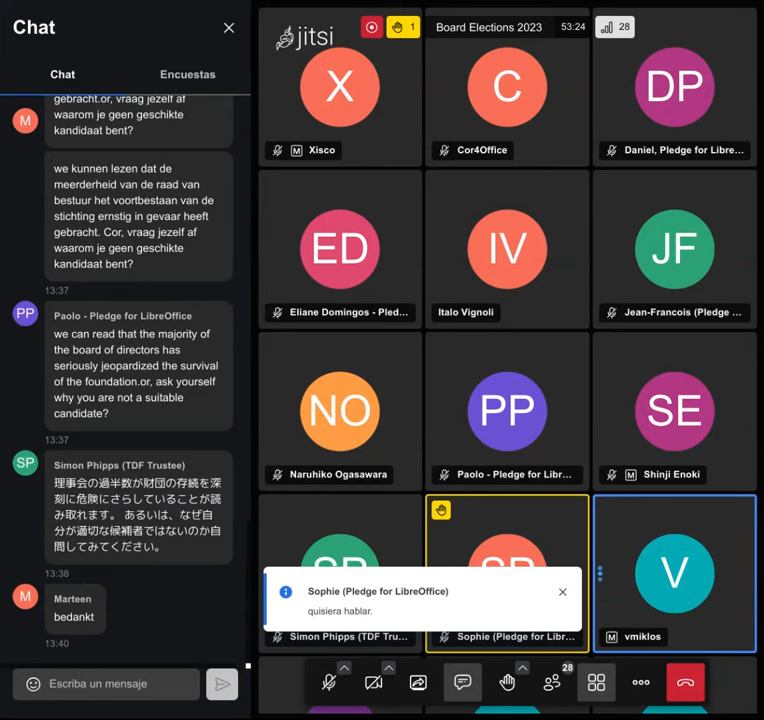 Chat
Chat
Encuestas
gebracht.or, vraag jezelf af
waarom je geen geschikte
kandidaat bent?
M
we kunnen lezen dat de
meerderheid van de raad van
bestuur het voortbestaan van de
stichting ernstig in gevaar heeft
gebracht. Cor, vraag jezelf af
waarom je geen geschikte
kandidaat bent?
13:37
PP
Paolo - Pledge for LibreOffice
we can read that the majority of
the board of directors has
seriously jeopardized the survival
of the foundation.or, ask yourself
why you are not a suitable
candidate?
13:37
SP
Simon Phipps (TDF Trustee)
理事会の過半数が財団の存続を深
刻に危険にさらしていることが読
み取れます。 あるいは、なぜ自
分が適切な候補者ではないのか自
問してみてください。
13:38
M
Marteen
bedankt
13:40
Escriba un mensaje
jitsi
1
Board Elections 2023
53:24
28
X
M Xisco
C
Cor4Office
DP
Daniel, Pledge for Libre...
ED
Eliane Domingos - Pled...
IV
Italo Vignoli
JF
Jean-Francois (Pledge ...
NO
Naruhiko Ogasawara
PP
Paolo - Pledge for Libr...
SE
M Shinji Enoki
SP
Simon Phipps (TDF Tru...
Sophie (Pledge for Libr...
V
M vmiklos
Sophie (Pledge for LibreOffice)
quisiera hablar.
28